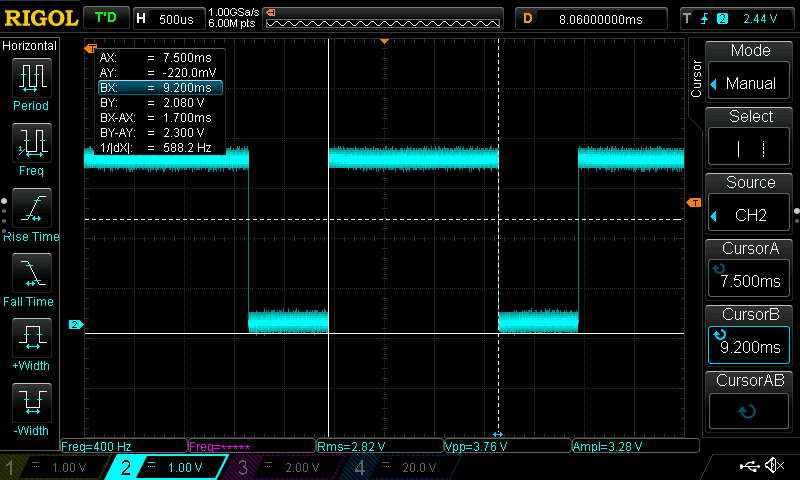 RIGOL T'D H 500us 1.00GSa/s 6.00M pts D 8.06000000ms T 2 2.44 V
Horizontal
Period
Freq
Rise Time
Fall Time
+Width
-Width
AX: = 7.500ms
AY: = -220.0mV
BX: = 9.200ms
BY: = 2.080 V
BX-AX: = 1.700ms
BY-AY: = 2.300 V
1/|dX|: = 588.2 Hz
T
T
2
Cursor
Mode
Manual
Select
Source
CH2
CursorA
7.500ms
CursorB
9.200ms
CursorAB
Freq=400 Hz Freq=***** Rms=2.82 V Vpp=3.76 V Ampl=3.28 V
1 = 1.00 V 2 = 1.00 V 3 = 2.00 V 4 = 20.0 V